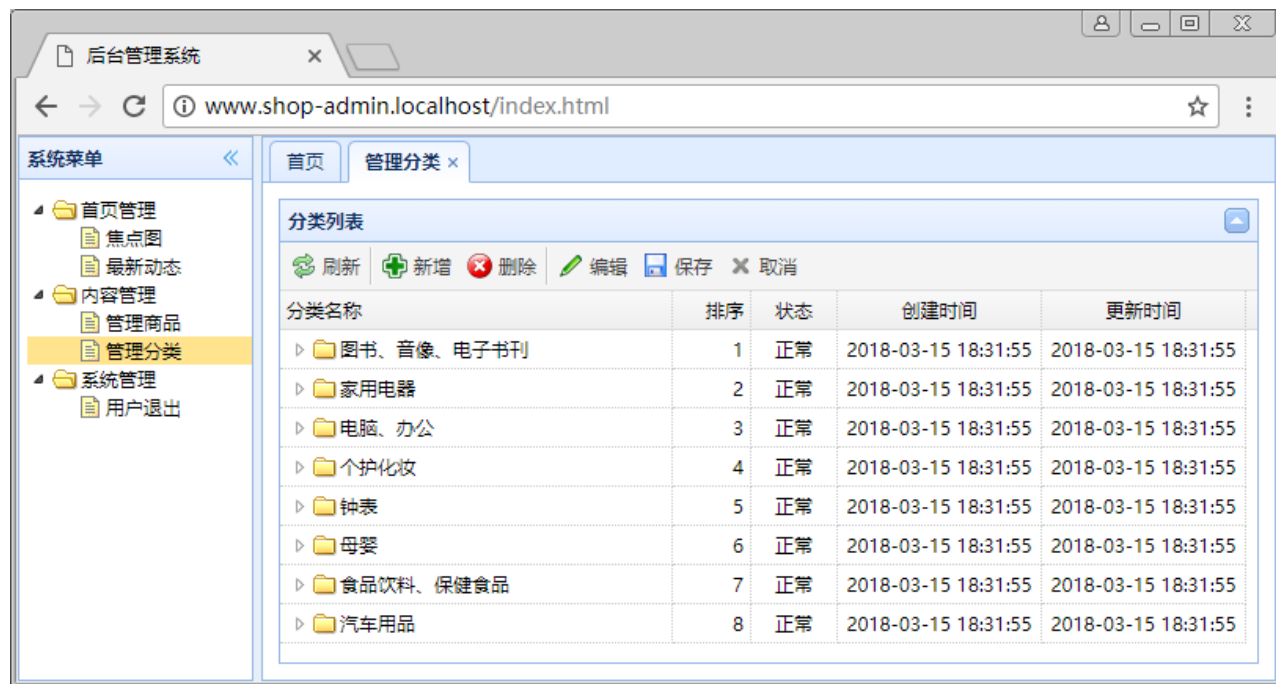 后台管理系统
www.shop-admin.localhost/index.html
系统菜单
首页管理
焦点图
最新动态
内容管理
管理商品
管理分类
系统管理
用户退出
首页 管理分类
分类列表
刷新 新增 删除 编辑 保存 取消
分类名称 排序 状态 创建时间 更新时间
图书、音像、电子书刊 1 正常 2018-03-15 18:31:55 2018-03-15 18:31:55
家用电器 2 正常 2018-03-15 18:31:55 2018-03-15 18:31:55
电脑、办公 3 正常 2018-03-15 18:31:55 2018-03-15 18:31:55
个护化妆 4 正常 2018-03-15 18:31:55 2018-03-15 18:31:55
钟表 5 正常 2018-03-15 18:31:55 2018-03-15 18:31:55
母婴 6 正常 2018-03-15 18:31:55 2018-03-15 18:31:55
食品饮料、保健食品 7 正常 2018-03-15 18:31:55 2018-03-15 18:31:55
汽车用品 8 正常 2018-03-15 18:31:55 2018-03-15 18:31:55